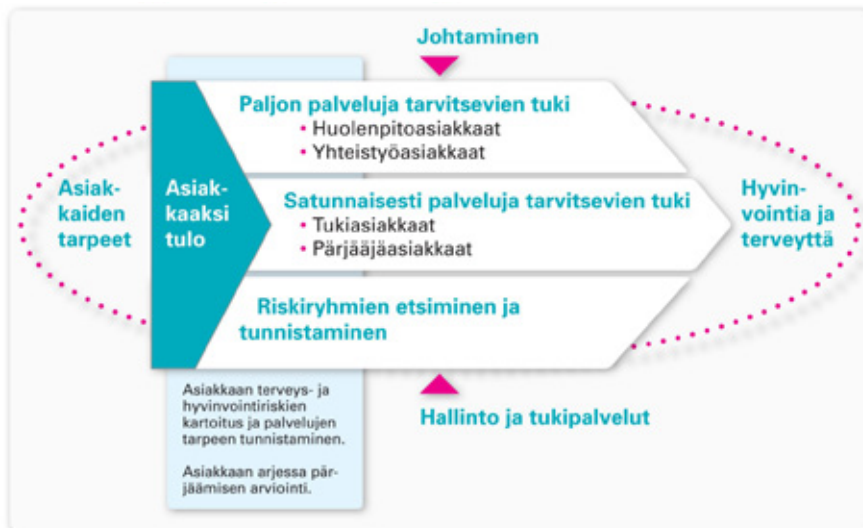 Johtaminen
Paljon palveluja tarvitsevien tuki
• Huolenpitoasiakkaat
• Yhteistyöasiakkaat
Asiak-
kaiden
tarpeet
Asiak-
kaaksi
tulo
Satunnaisesti palveluja tarvitsevien tuki
• Tukiasiakkaat
• Pärjääjäasiakkaat
Hyvin-
vointia ja
terveyttä
Riskiryhmien etsiminen ja
tunnistaminen
Asiakkaan terveys- ja
hyvinvointiriskien
kartoitus ja palvelujen
tarpeen tunnistaminen.
Asiakkaan arjessa pär-
jäämisen arviointi.
Hallinto ja tukipalvelut